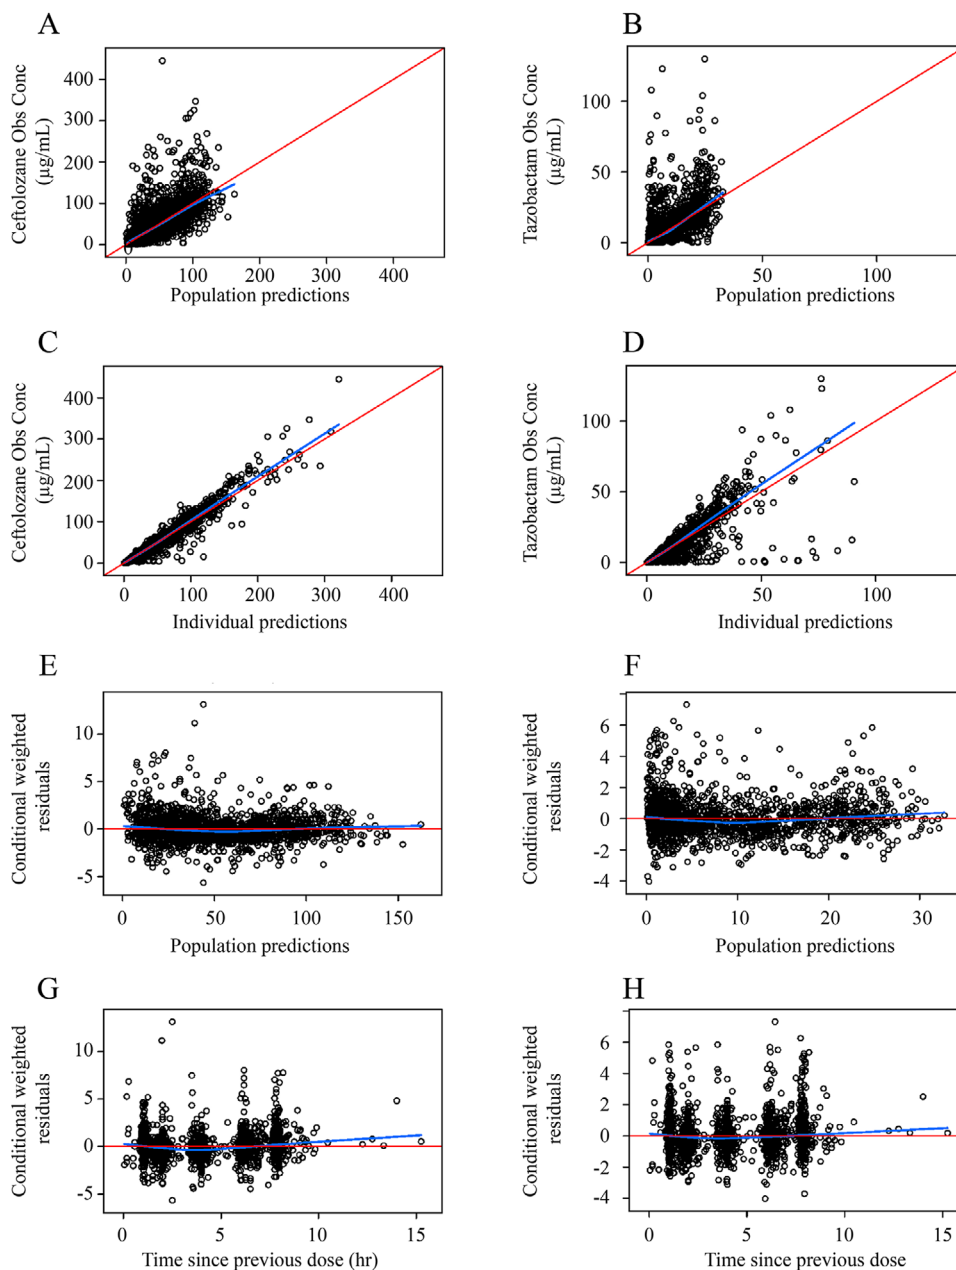 A
B
Ceftolozane Obs Conc
(µg/mL)
400
300
200
100
0
0 100 200 300 400
Population predictions
Tazobactam Obs Conc
(µg/mL)
100
50
0
0 50 100
Population predictions
C
D
Ceftolozane Obs Conc
(µg/mL)
400
300
200
100
0
0 100 200 300 400
Individual predictions
Tazobactam Obs Conc
(µg/mL)
100
50
0
0 50 100
Individual predictions
E
F
Conditional weighted
residuals
10
5
0
-5
0 50 100 150
Population predictions
Conditional weighted
residuals
6
4
2
0
-2
-4
0 10 20 30
Population predictions
G
H
Conditional weighted
residuals
10
5
0
-5
0 5 10 15
Time since previous dose (hr)
Conditional weighted
residuals
6
4
2
0
-2
-4
0 5 10 15
Time since previous dose